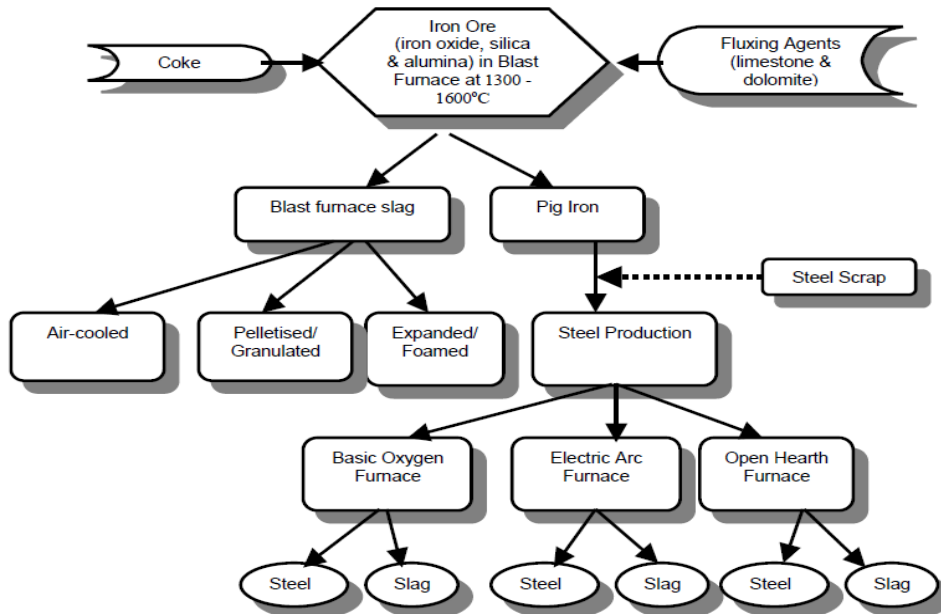 Coke
Iron Ore
(iron oxide, silica
& alumina) in Blast
Furnace at 1300 -
1600°C
Fluxing Agents
(limestone &
dolomite)
Blast furnace slag
Pig Iron
Steel Scrap
Air-cooled
Pelletised/
Granulated
Expanded/
Foamed
Steel Production
Basic Oxygen
Furnace
Electric Arc
Furnace
Open Hearth
Furnace
Steel
Slag
Steel
Slag
Steel
Slag